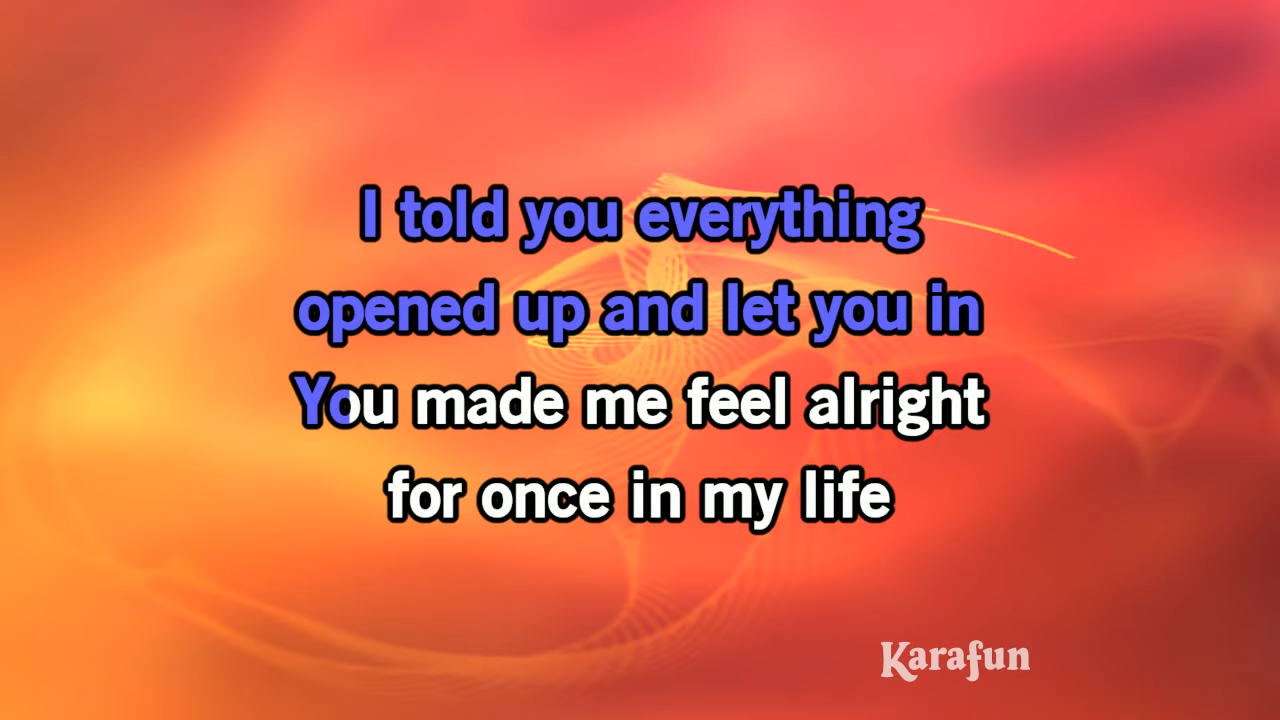 I told you everything
opened up and let you in
You made me feel alright
for once in my life
Karafun